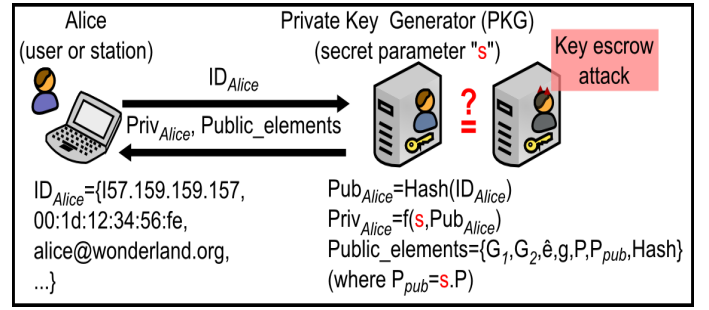 Alice
(user or station)
Private Key Generator (PKG)
(secret parameter "s")
Key escrow
attack
ID_Alice
Priv_Alice, Public_elements
?
=
ID_Alice={I57.159.159.157,
00:1d:12:34:56:fe,
alice@wonderland.org,
...}
Pub_Alice=Hash(ID_Alice)
Priv_Alice=f(s,Pub_Alice)
Public_elements={G_1,G_2,ê,g,P,P_pub,Hash}
(where P_pub=s.P)